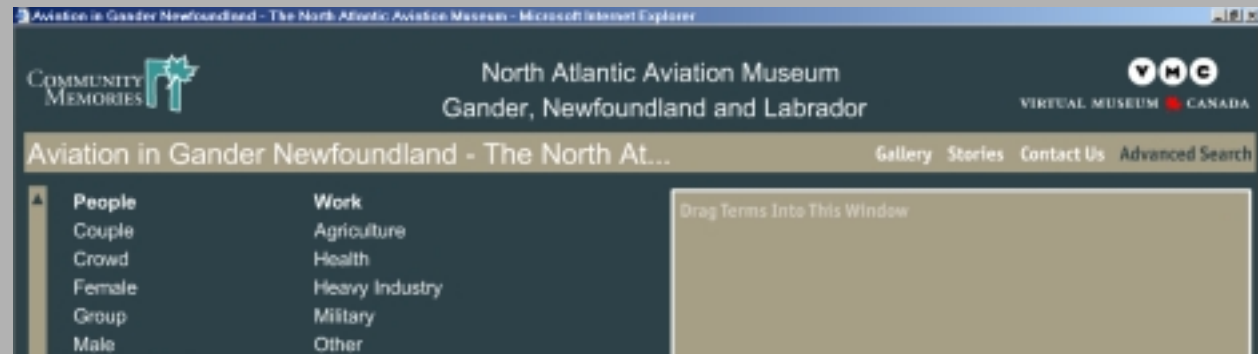 Aviation in Gander Newfoundland - The North Atlantic Aviation Museum - Microsoft Internet Explorer
COMMUNITY
MEMORIES
North Atlantic Aviation Museum
Gander, Newfoundland and Labrador
VMC
VIRTUAL MUSEUM CANADA
Aviation in Gander Newfoundland - The North At...
Gallery Stories Contact Us Advanced Search
People
Couple
Crowd
Female
Group
Male
Work
Agriculture
Health
Heavy Industry
Military
Other
Drag Terms Into This Window